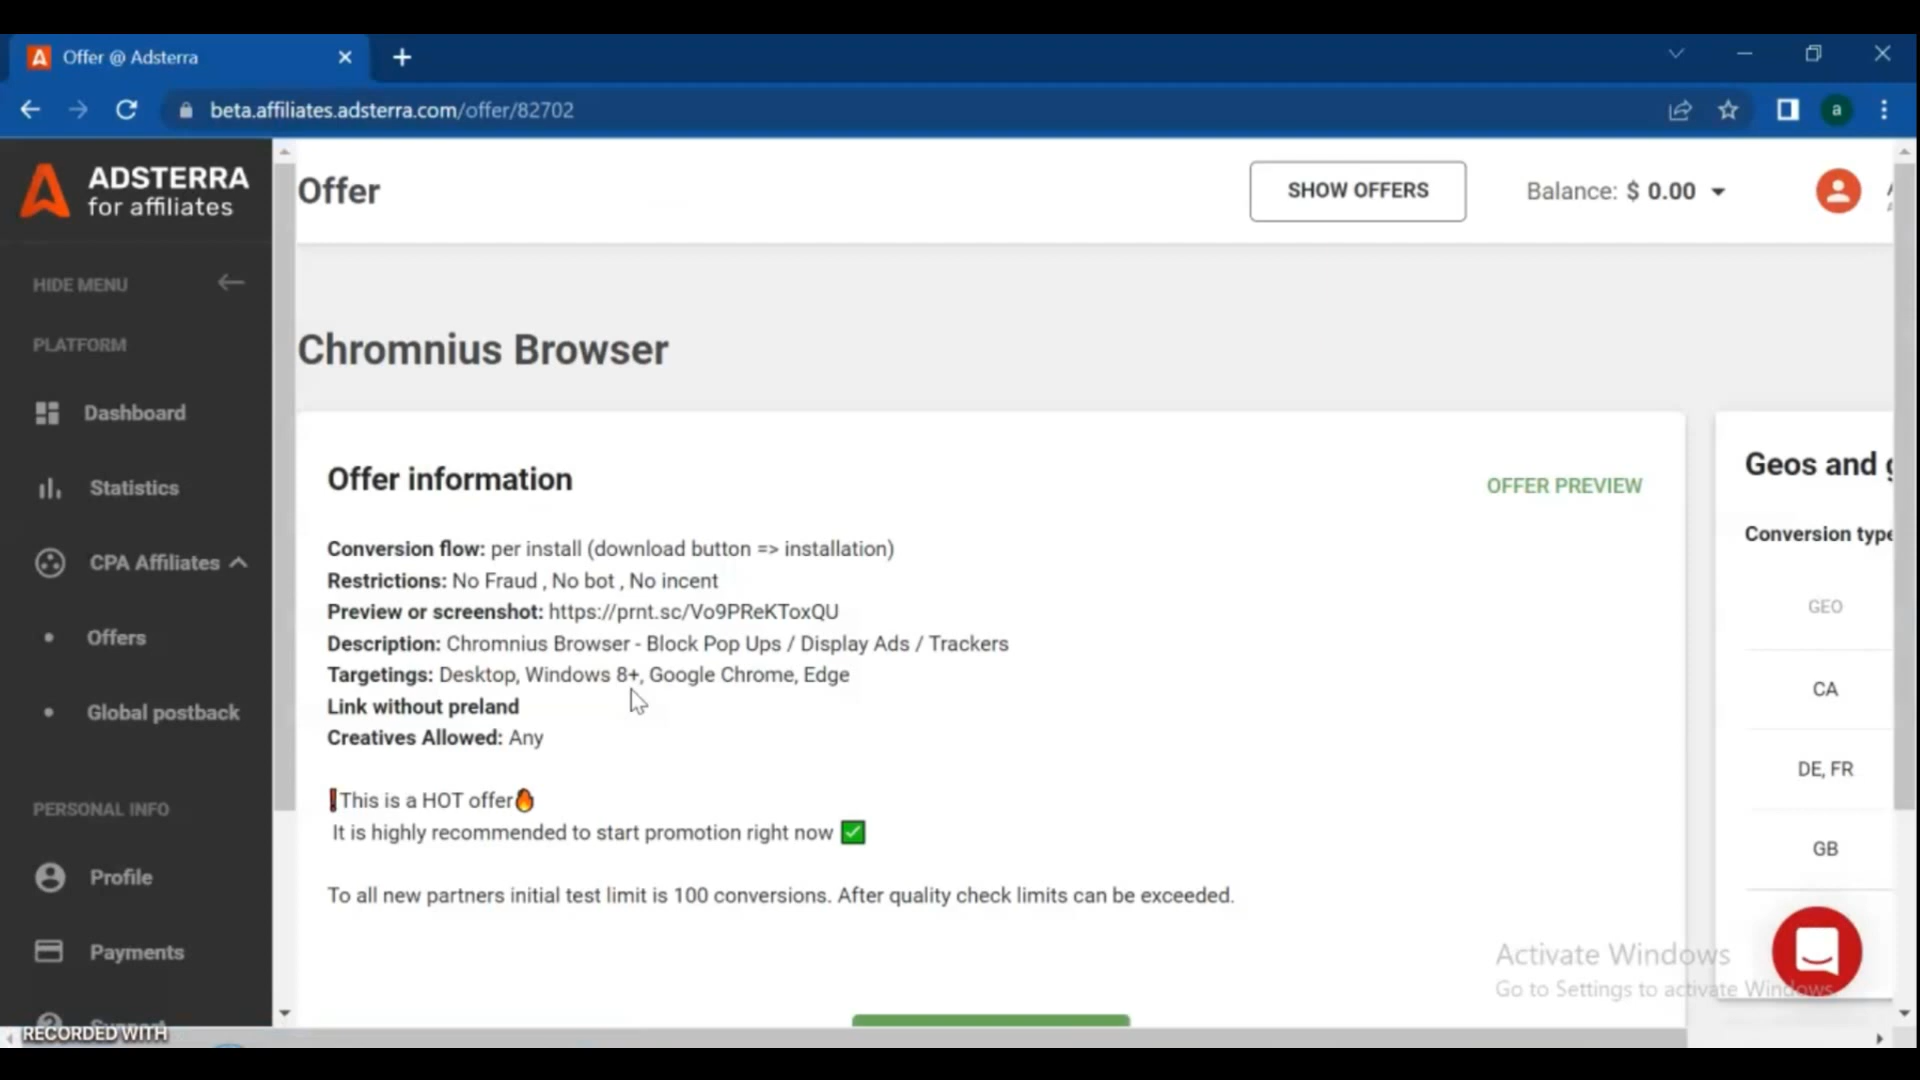 Offer @ Adsterra
beta.affiliates.adsterra.com/offer/82702
a
ADSTERRA
for affiliates
Offer
SHOW OFFERS
Balance: $ 0.00
HIDE MENU
PLATFORM
Dashboard
Statistics
CPA Affiliates
Offers
Global postback
PERSONAL INFO
Profile
Payments
Support
Chromnius Browser
Offer information
OFFER PREVIEW
Conversion flow: per install (download button => installation)
Restrictions: No Fraud , No bot , No incent
Preview or screenshot: https://prnt.sc/Vo9PReKToxQU
Description: Chromnius Browser - Block Pop Ups / Display Ads / Trackers
Targetings: Desktop, Windows 8+, Google Chrome, Edge
Link without preland
Creatives Allowed: Any
❗This is a HOT offer🔥
It is highly recommended to start promotion right now ✅
To all new partners initial test limit is 100 conversions. After quality check limits can be exceeded.
Geos and g
Conversion type
GEO
CA
DE, FR
GB
Activate Windows
Go to Settings to activate Windows.
RECORDED WITH